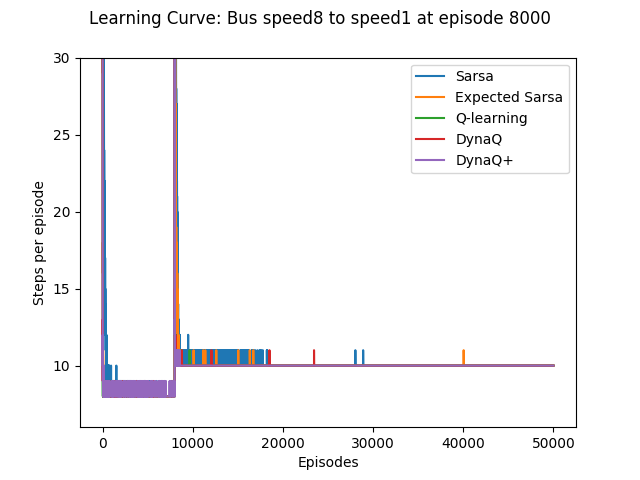 Learning Curve: Bus speed8 to speed1 at episode 8000
30
25
20
15
10
Steps per episode
Sarsa
Expected Sarsa
Q-learning
DynaQ
DynaQ+
0 10000 20000 30000 40000 50000
Episodes